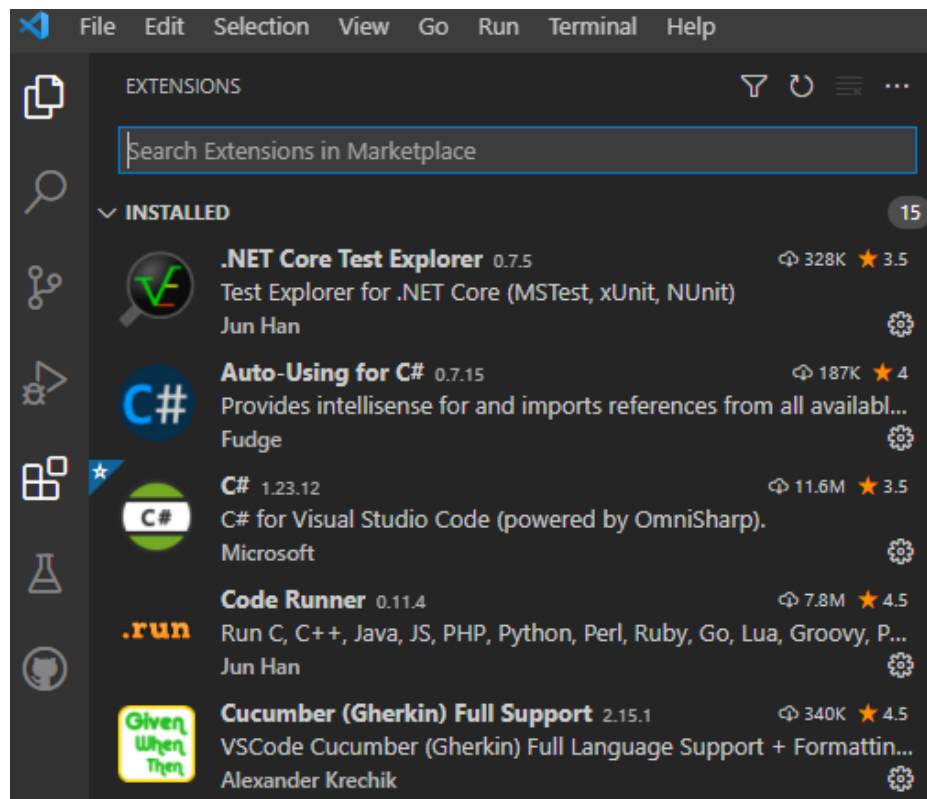 File Edit Selection View Go Run Terminal Help
EXTENSIONS
Search Extensions in Marketplace
INSTALLED 15
.NET Core Test Explorer 0.7.5 328K 3.5
Test Explorer for .NET Core (MSTest, xUnit, NUnit)
Jun Han
C#
Auto-Using for C# 0.7.15 187K 4
Provides intellisense for and imports references from all availabl...
Fudge
C#
C# 1.23.12 11.6M 3.5
C# for Visual Studio Code (powered by OmniSharp).
Microsoft
.run
Code Runner 0.11.4 7.8M 4.5
Run C, C++, Java, JS, PHP, Python, Perl, Ruby, Go, Lua, Groovy, P...
Jun Han
Given
When
Then
Cucumber (Gherkin) Full Support 2.15.1 340K 4.5
VSCode Cucumber (Gherkin) Full Language Support + Formattin...
Alexander Krechik